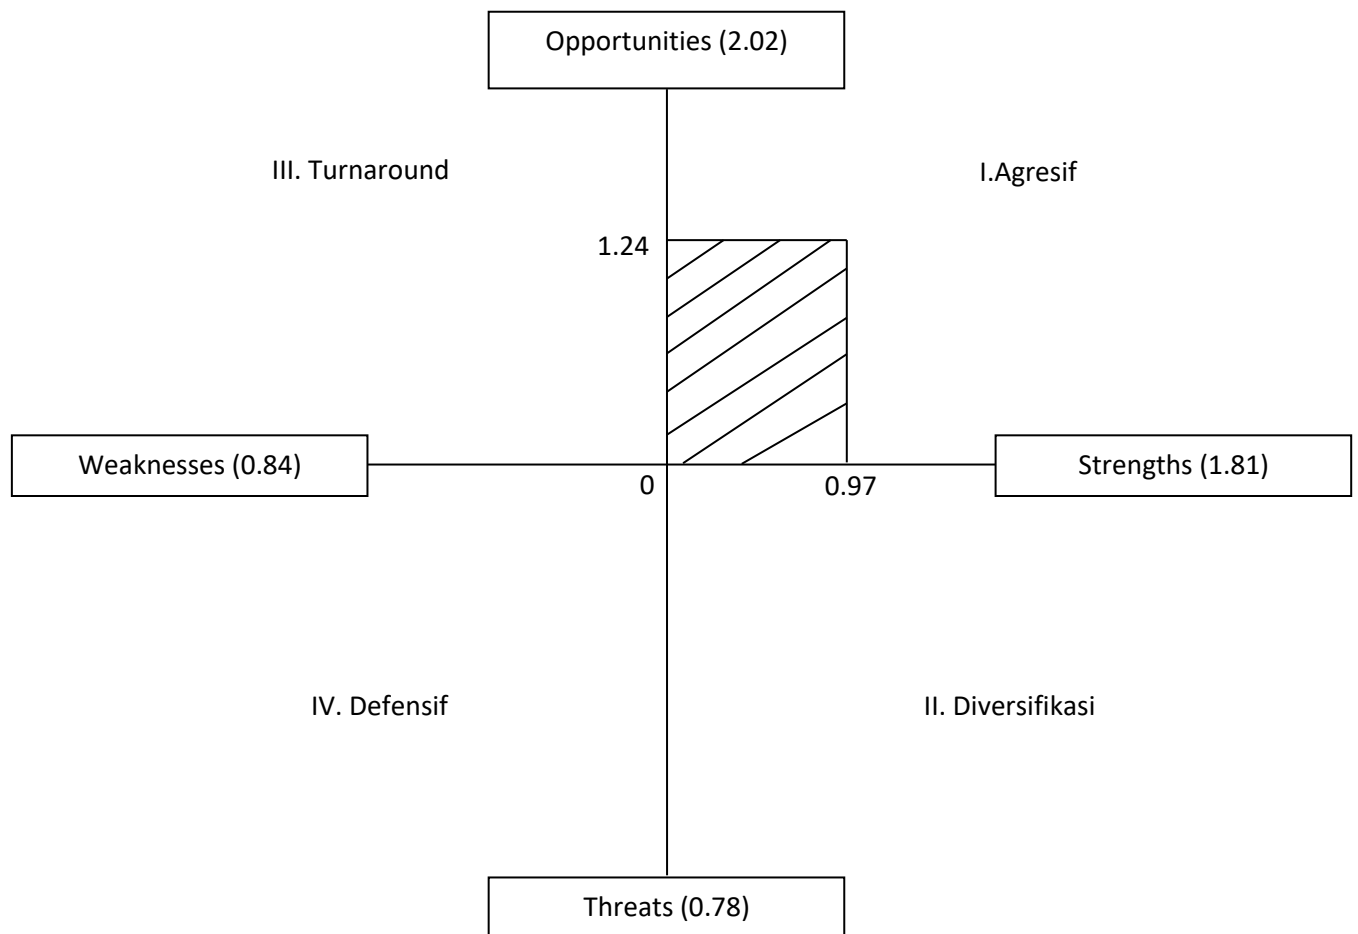 Opportunities (2.02)
III. Turnaround
I.Agresif
1.24
Weaknesses (0.84)
Strengths (1.81)
0
0.97
IV. Defensif
II. Diversifikasi
Threats (0.78)